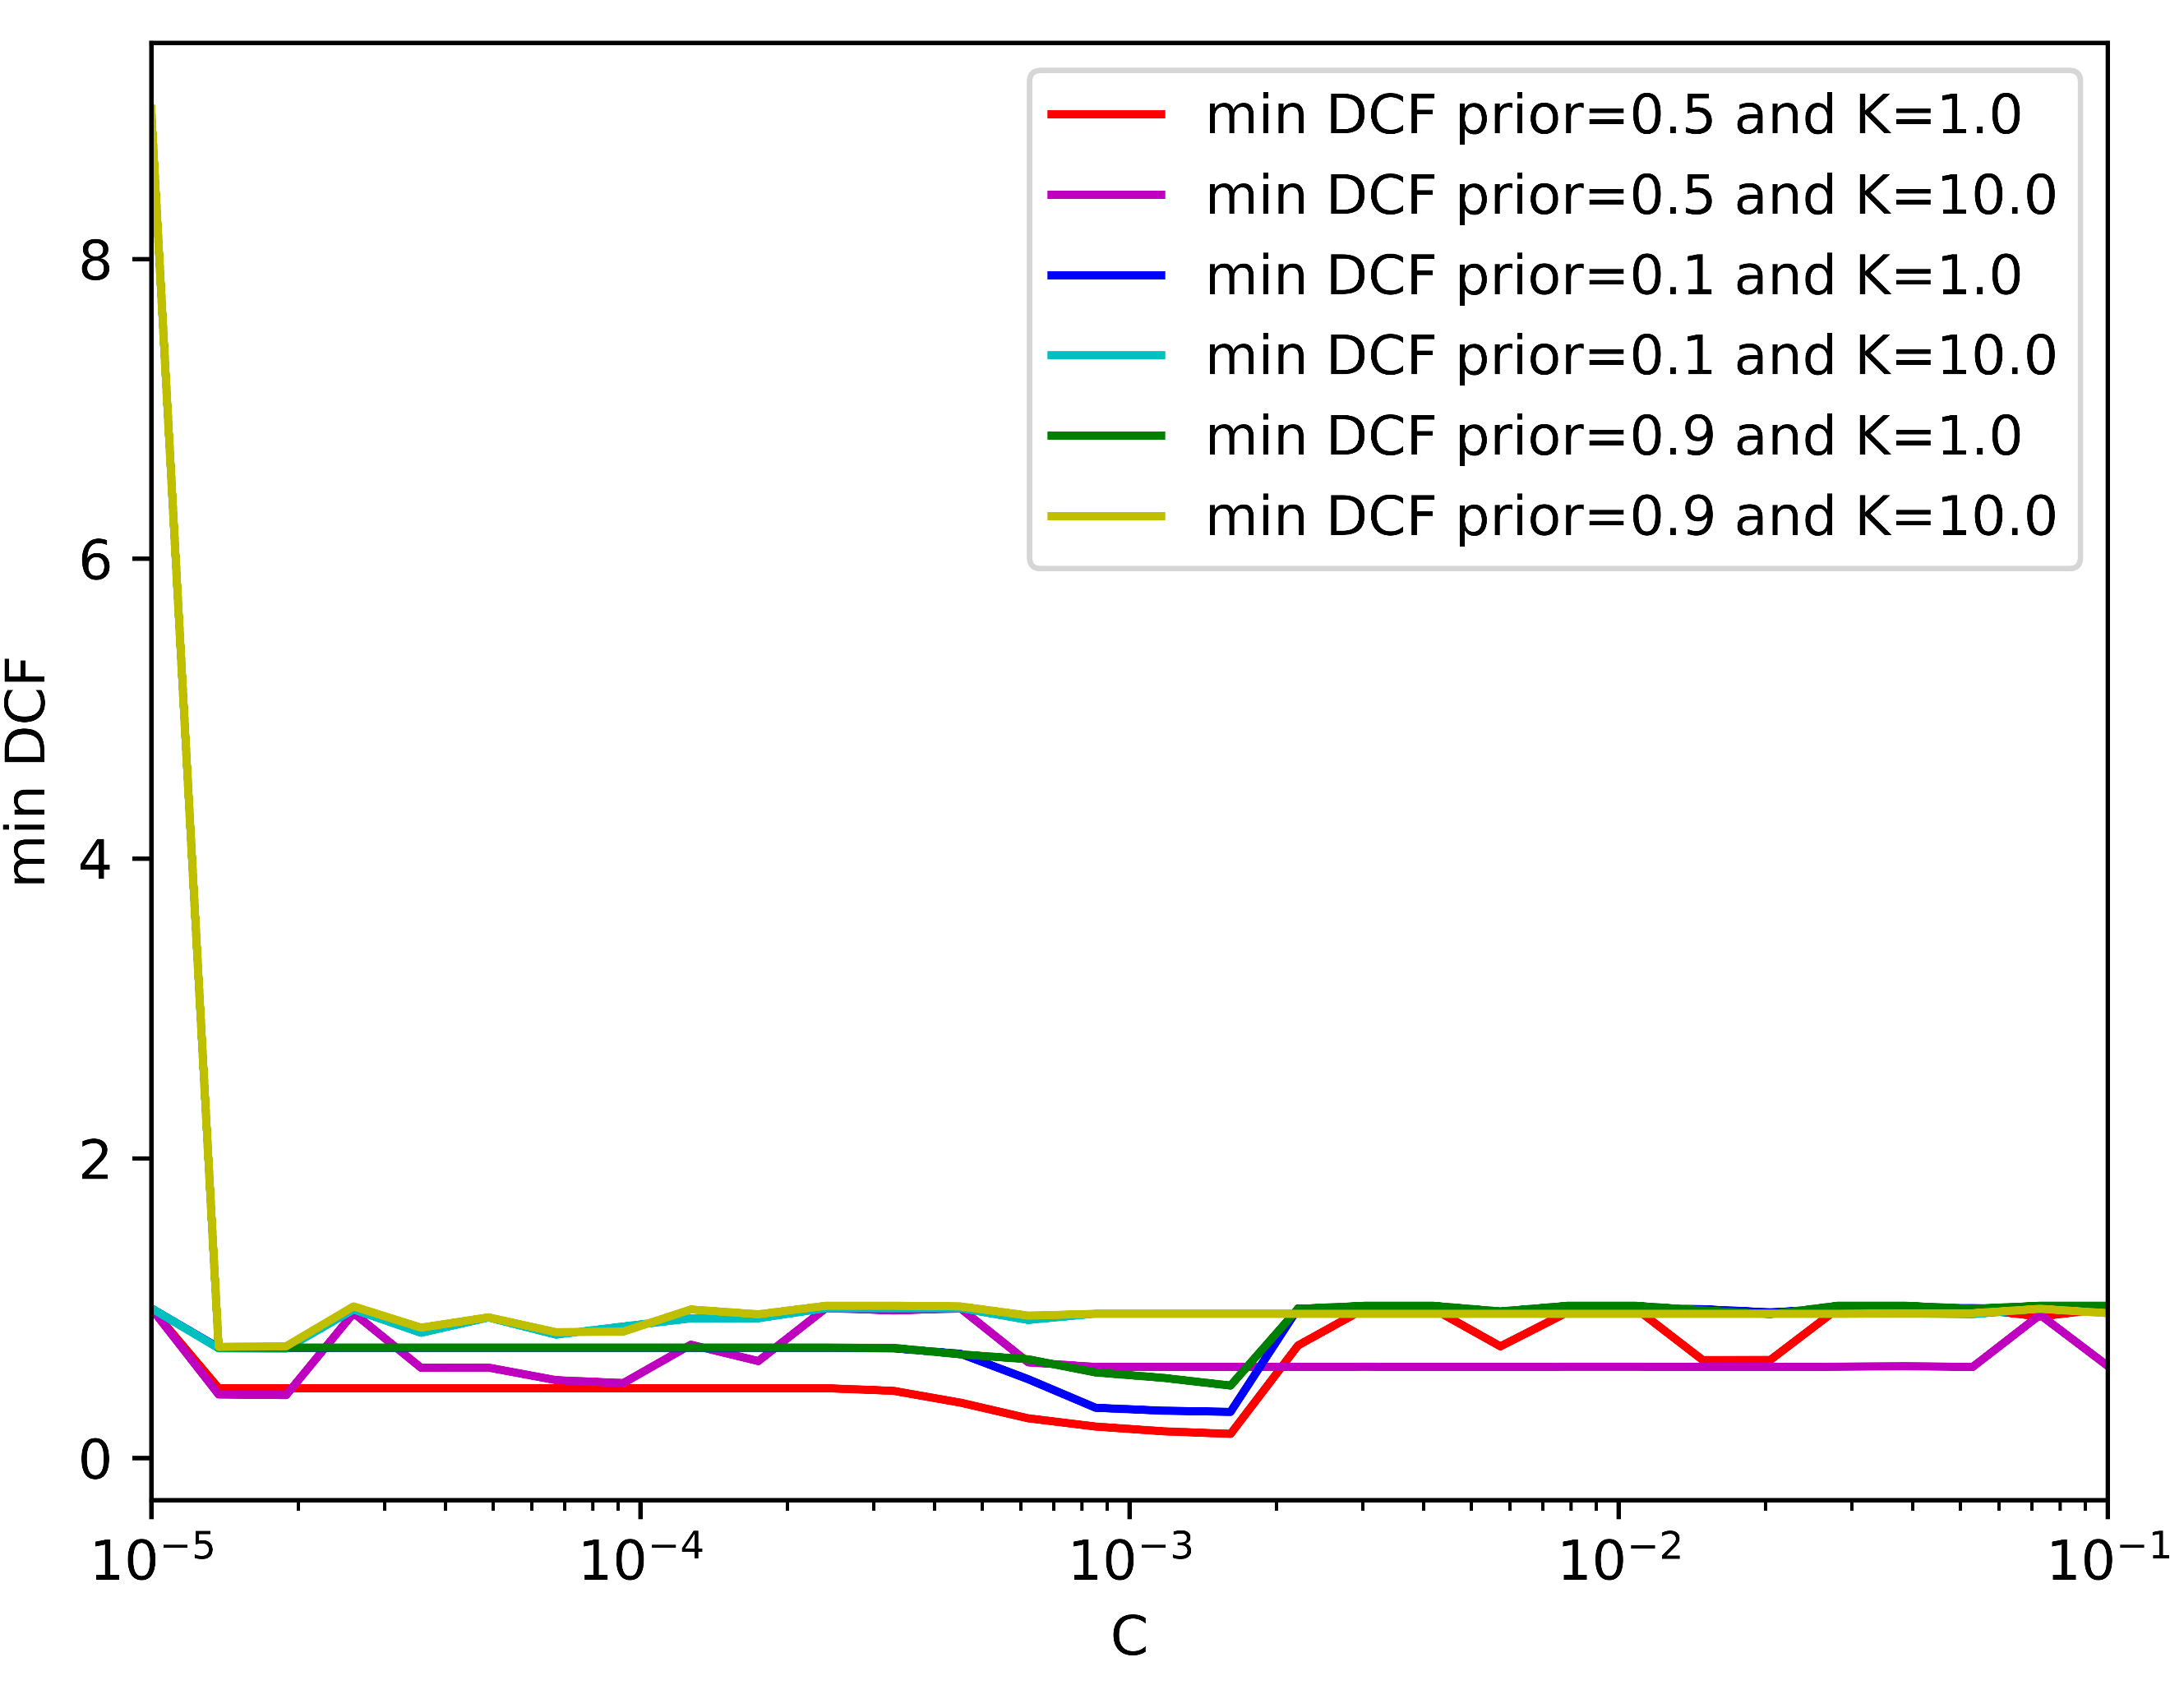 min DCF prior=0.5 and K=1.0
min DCF prior=0.5 and K=10.0
min DCF prior=0.1 and K=1.0
min DCF prior=0.1 and K=10.0
min DCF prior=0.9 and K=1.0
min DCF prior=0.9 and K=10.0
8
6
4
2
0
min DCF
10⁻⁵ 10⁻⁴ 10⁻³ 10⁻² 10⁻¹
C